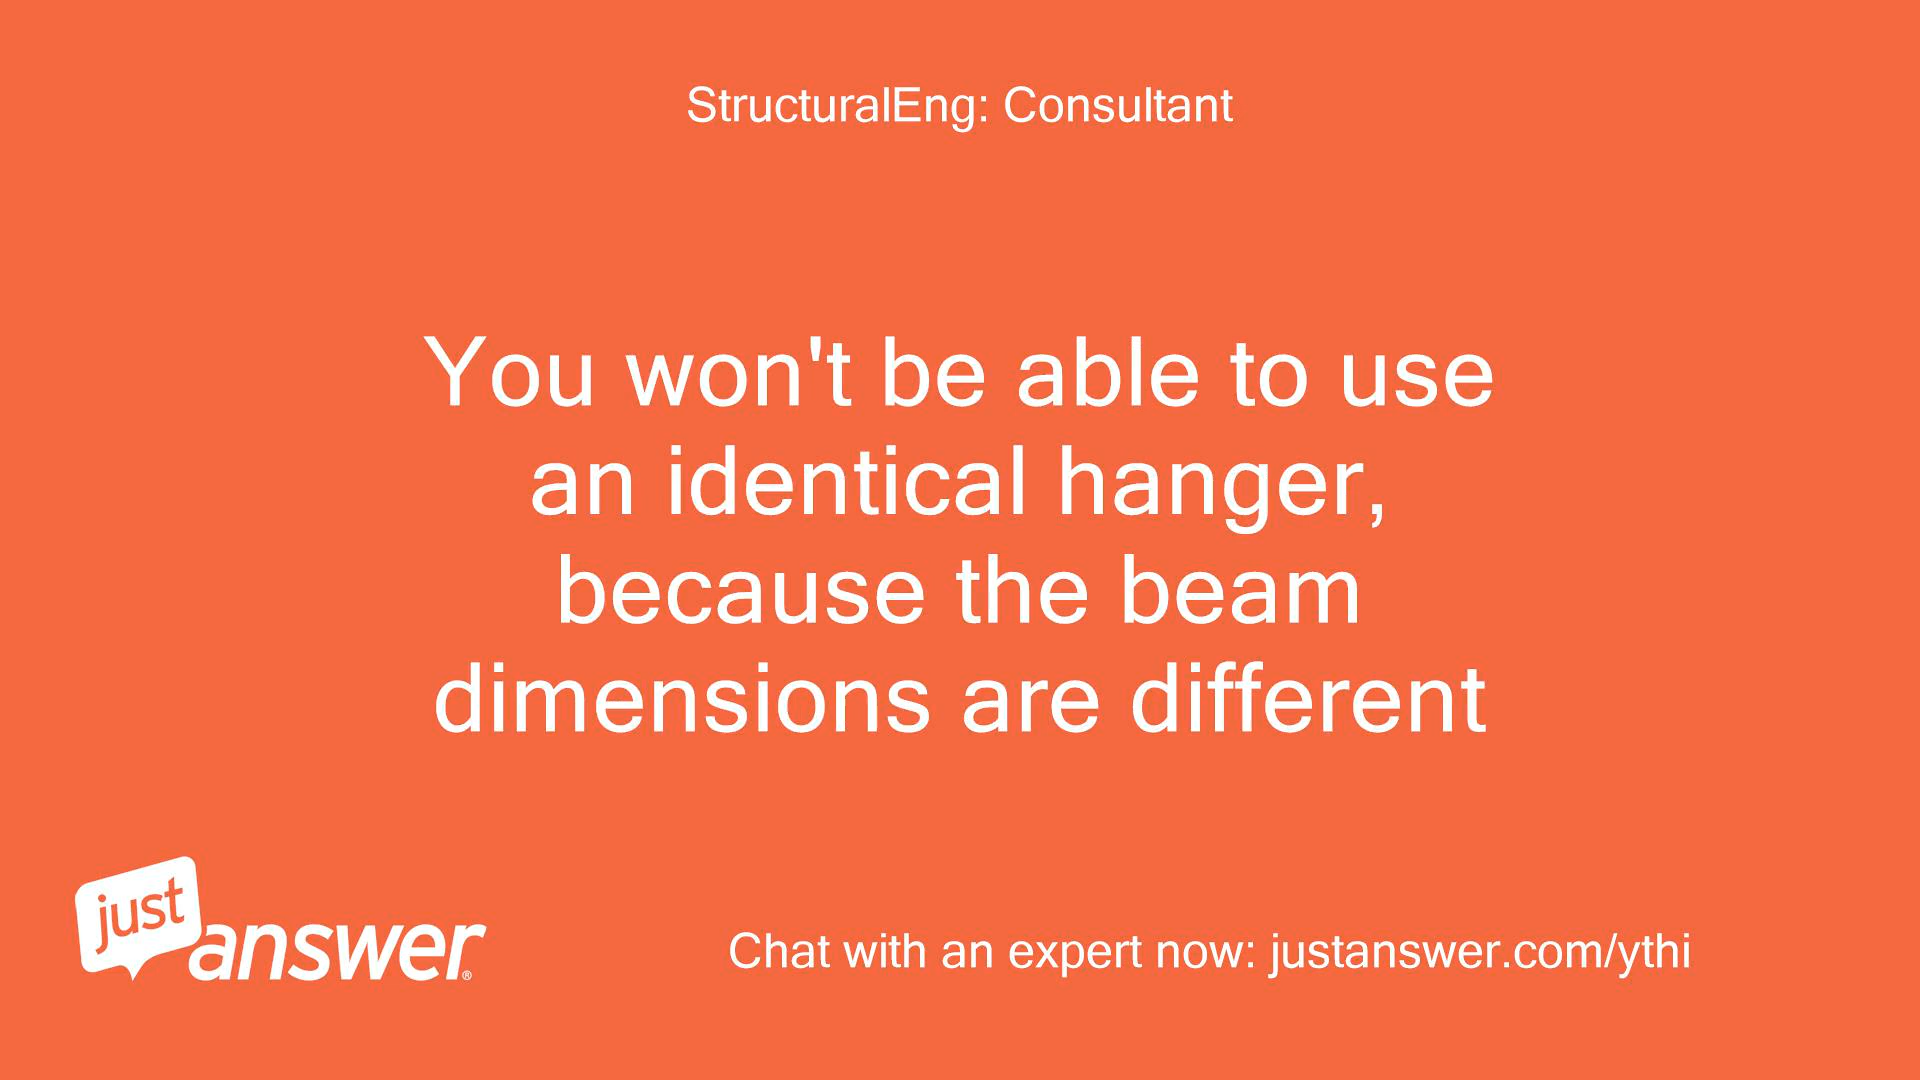 StructuralEng: Consultant
You won't be able to use
an identical hanger,
because the beam
dimensions are different
just
answer®
Chat with an expert now: justanswer.com/ythi